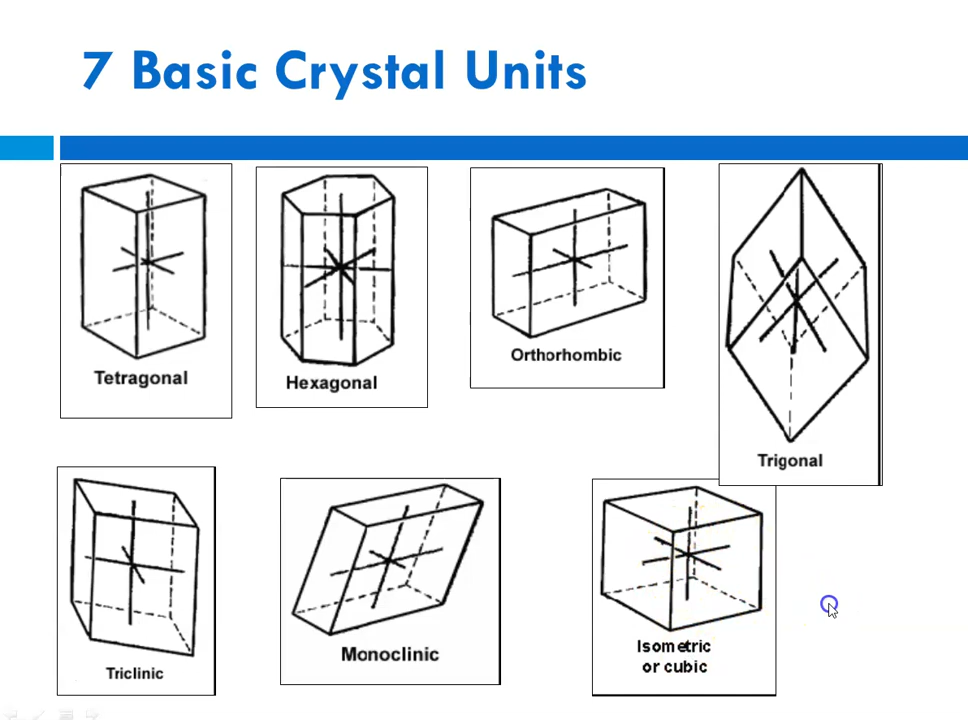 7 Basic Crystal Units
Tetragonal
Hexagonal
Orthorhombic
Trigonal
Triclinic
Monoclinic
Isometric
or cubic